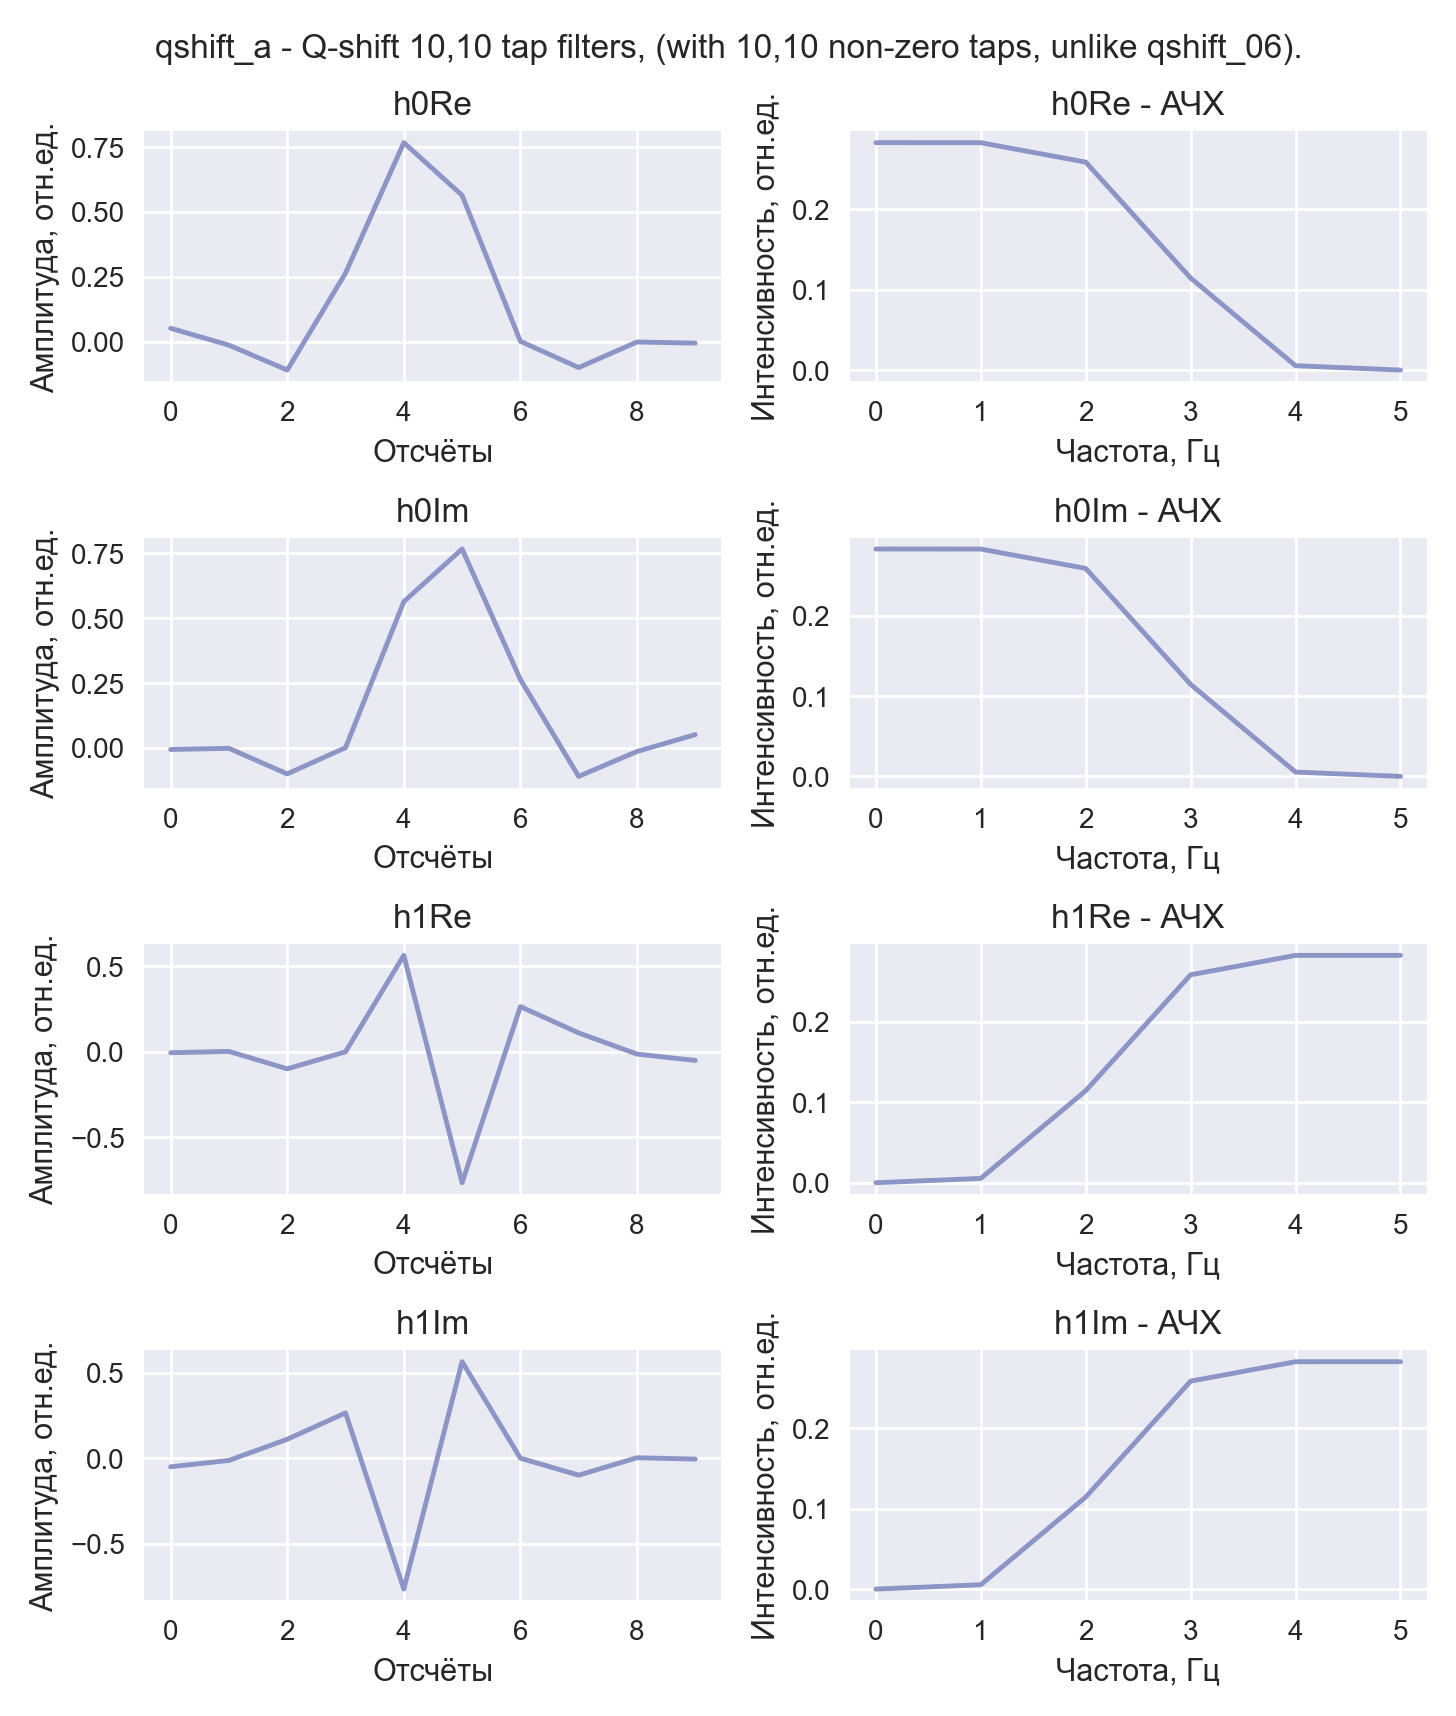 qshift_a - Q-shift 10,10 tap filters, (with 10,10 non-zero taps, unlike qshift_06).
h0Re
Амплитуда, отн.ед.
0.75
0.50
0.25
0.00
0 2 4 6 8
Отсчёты
h0Re - АЧХ
Интенсивность, отн.ед.
0.2
0.1
0.0
0 1 2 3 4 5
Частота, Гц
h0Im
Амплитуда, отн.ед.
0.75
0.50
0.25
0.00
0 2 4 6 8
Отсчёты
h0Im - АЧХ
Интенсивность, отн.ед.
0.2
0.1
0.0
0 1 2 3 4 5
Частота, Гц
h1Re
Амплитуда, отн.ед.
0.5
0.0
−0.5
0 2 4 6 8
Отсчёты
h1Re - АЧХ
Интенсивность, отн.ед.
0.2
0.1
0.0
0 1 2 3 4 5
Частота, Гц
h1Im
Амплитуда, отн.ед.
0.5
0.0
−0.5
0 2 4 6 8
Отсчёты
h1Im - АЧХ
Интенсивность, отн.ед.
0.2
0.1
0.0
0 1 2 3 4 5
Частота, Гц